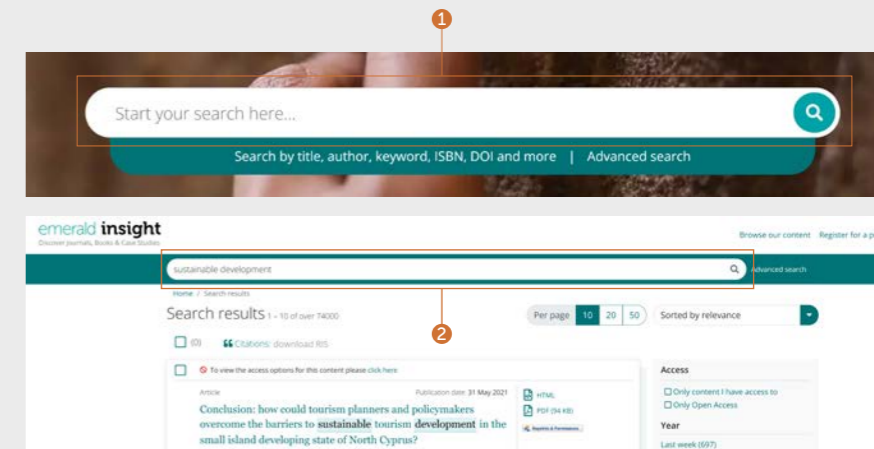 1
Start your search here...
Search by title, author, keyword, ISBN, DOI and more | Advanced search
emerald insight
Discover Journals, Books & Case Studies
Browse our content Register for a p
sustainable development
Advanced search
Home / Search results
Search results 1 – 10 of over 74000
2
Per page 10 20 50
Sorted by relevance
(0) Citations: download RIS
To view the access options for this content please click here
Article
Publication date: 31 May 2021
Conclusion: how could tourism planners and policymakers
overcome the barriers to sustainable tourism development in the
small island developing state of North Cyprus?
HTML
PDF (94 KB)
Reprints & Permissions
Access
Only content I have access to
Only Open Access
Year
Last week (697)